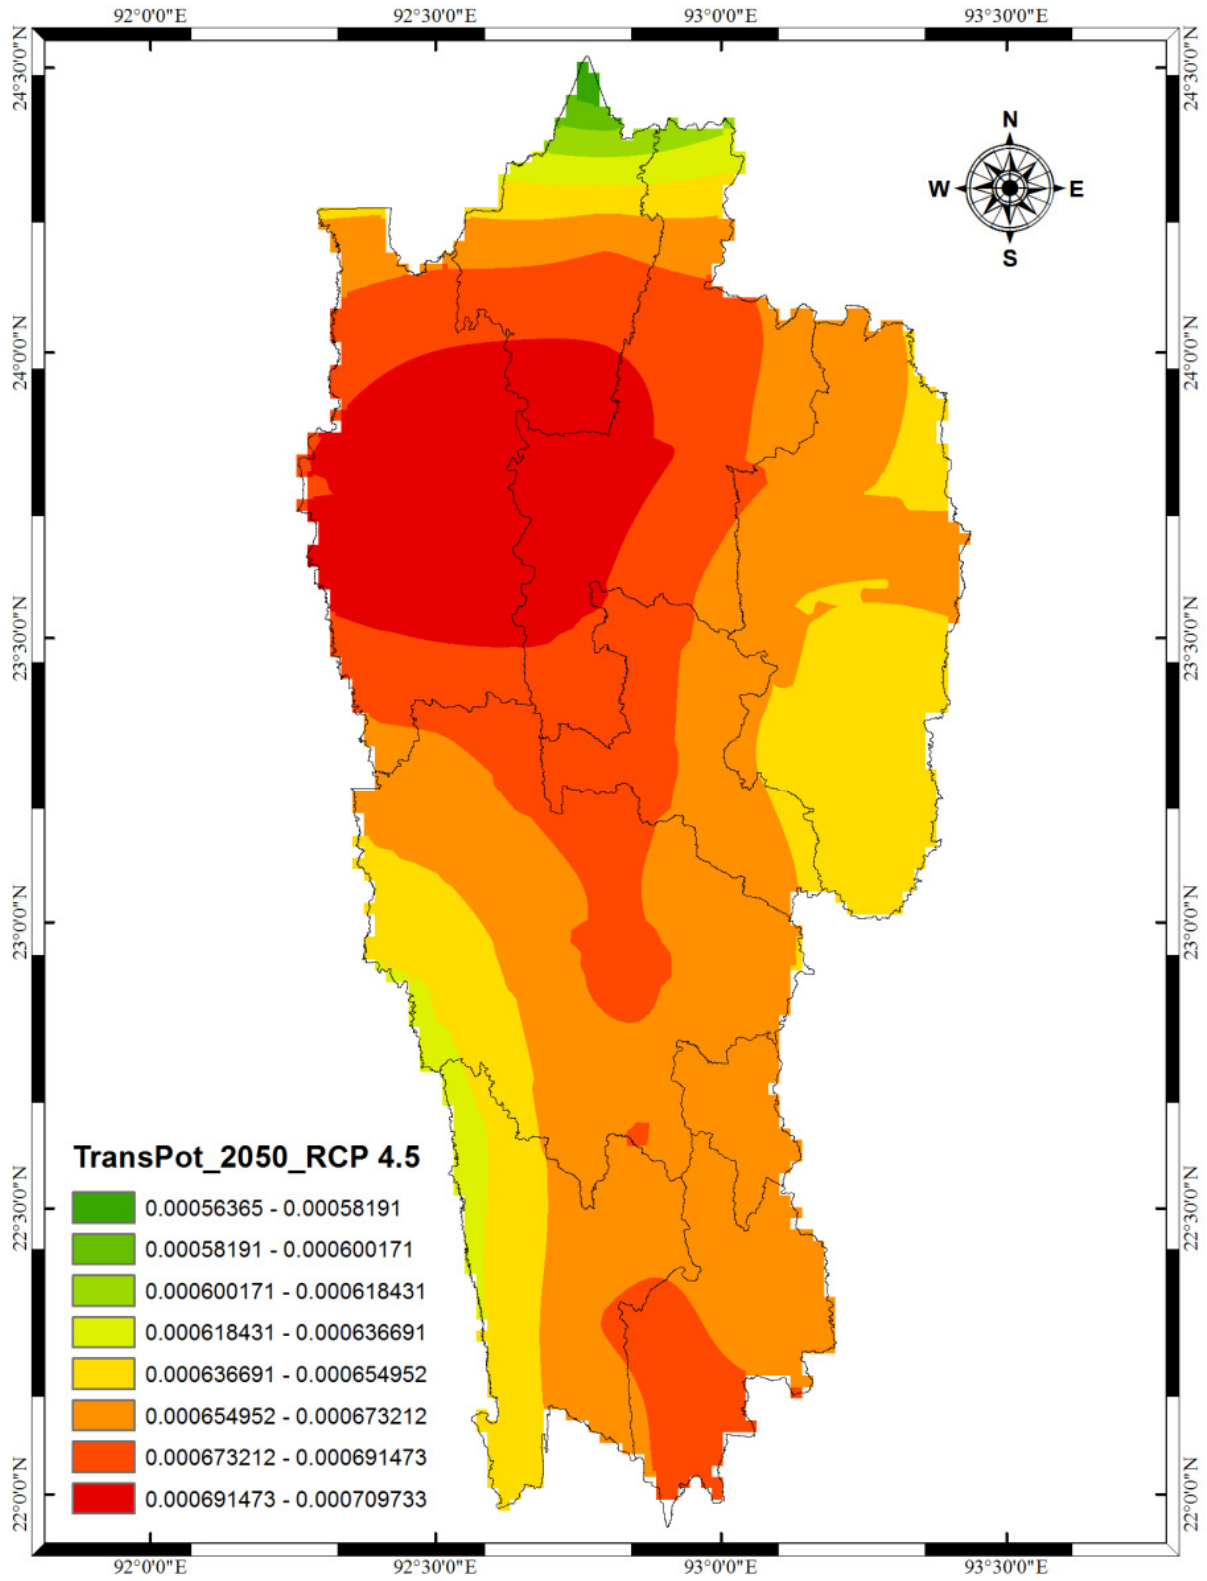 92°0'0"E 92°30'0"E 93°0'0"E 93°30'0"E
24°30'0"N 24°30'0"N
N
W E
S
24°0'0"N 24°0'0"N
23°30'0"N 23°30'0"N
23°0'0"N 23°0'0"N
22°30'0"N 22°30'0"N
TransPot_2050_RCP 4.5
0.00056365 - 0.00058191
0.00058191 - 0.000600171
0.000600171 - 0.000618431
0.000618431 - 0.000636691
0.000636691 - 0.000654952
0.000654952 - 0.000673212
0.000673212 - 0.000691473
0.000691473 - 0.000709733
22°0'0"N 22°0'0"N
92°0'0"E 92°30'0"E 93°0'0"E 93°30'0"E